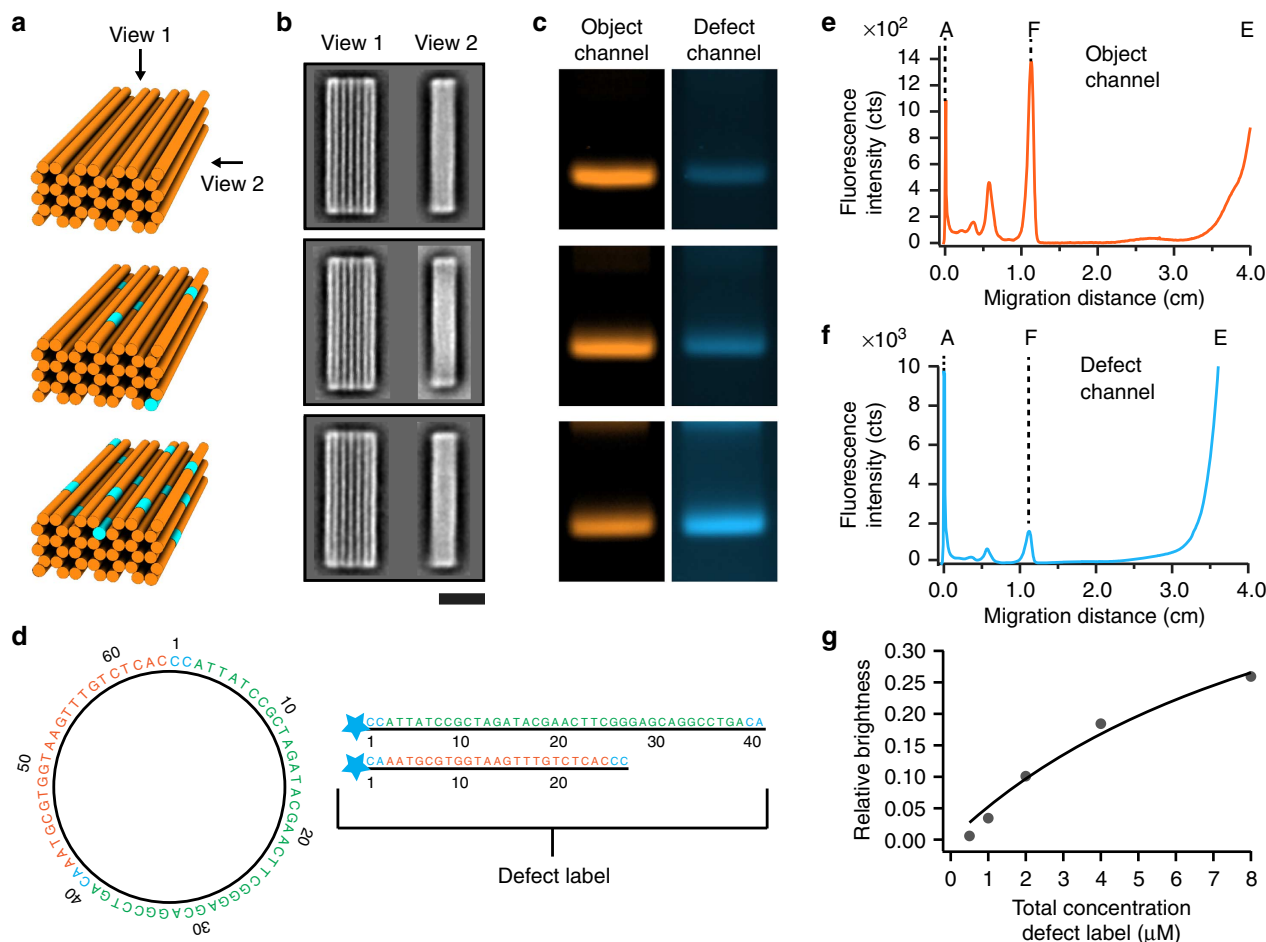 a
View 1
View 2
b
View 1 View 2
c
Object channel
Defect channel
d
1
10
20
30
40
50
60
CCATTATCCGCTAGATACGAACTTCGGGAGCAGGCCTGACAAATGCGTGGTAAGTTTGTCTCAC
CCATTATCCGCTAGATACGAACTTCGGGAGCAGGCCTGACA
1 10 20 30 40
CAAATGCGTGGTAAGTTTGTCTCACCC
1 10 20
Defect label
e
×10²
A F E
Object
channel
14
12
10
8
6
4
2
0
Fluorescence
intensity (cts)
0.0 1.0 2.0 3.0 4.0
Migration distance (cm)
f
×10³
A F E
Defect
channel
10
8
6
4
2
0
Fluorescence
intensity (cts)
0.0 1.0 2.0 3.0 4.0
Migration distance (cm)
g
0.30
0.25
0.20
0.15
0.10
0.05
0.00
Relative brightness
0 1 2 3 4 5 6 7 8
Total concentration
defect label (µM)